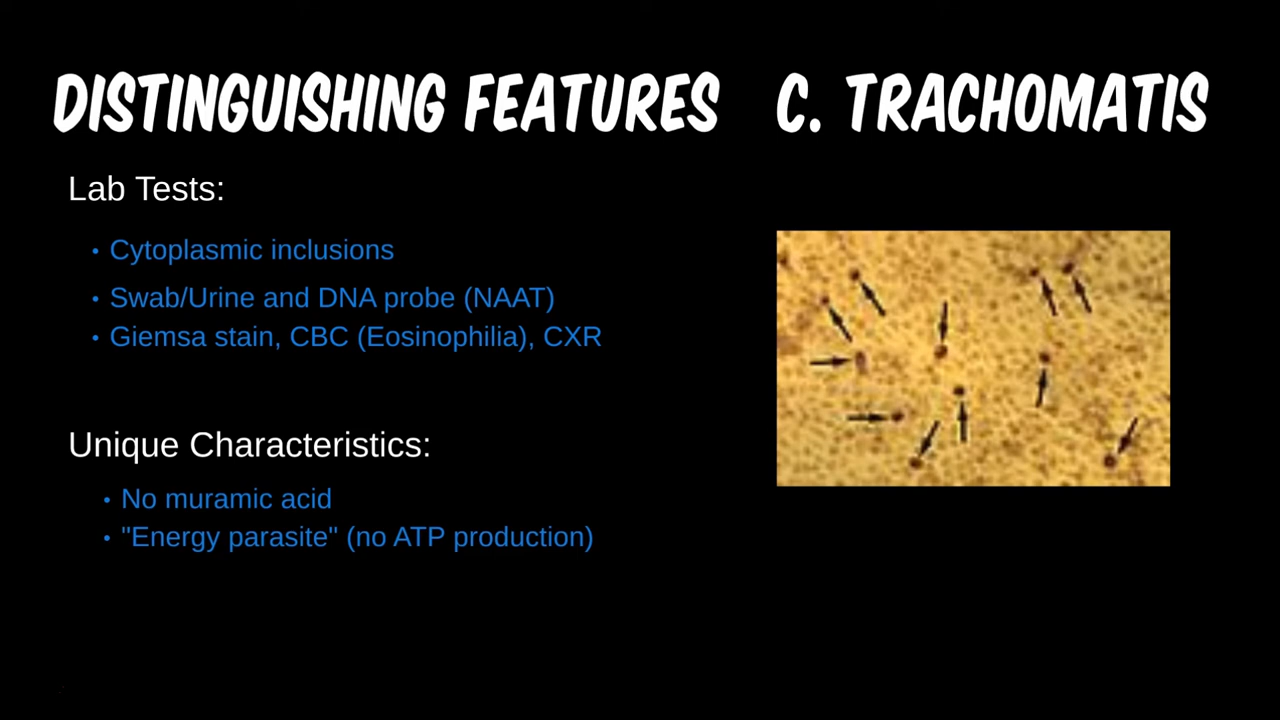 DISTINGUISHING FEATURES C. TRACHOMATIS
Lab Tests:
• Cytoplasmic inclusions
• Swab/Urine and DNA probe (NAAT)
• Giemsa stain, CBC (Eosinophilia), CXR
Unique Characteristics:
• No muramic acid
• "Energy parasite" (no ATP production)